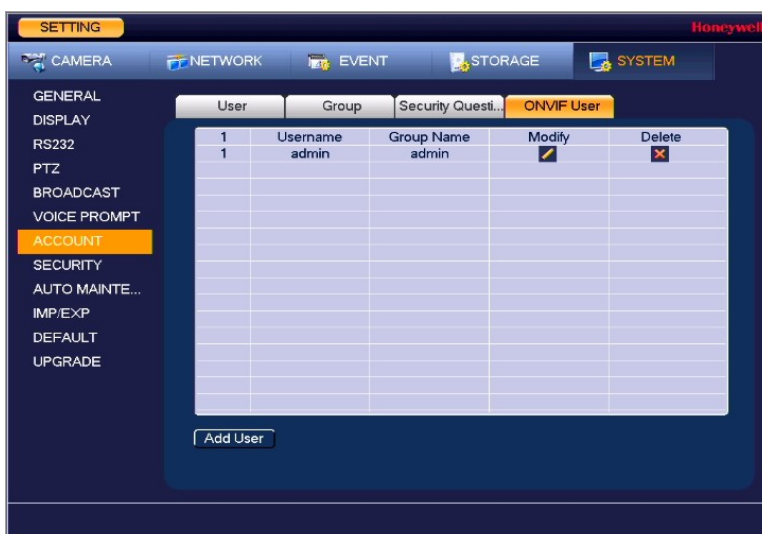 SETTING
Honeywell
CAMERA NETWORK EVENT STORAGE SYSTEM
GENERAL
DISPLAY
RS232
PTZ
BROADCAST
VOICE PROMPT
ACCOUNT
SECURITY
AUTO MAINTE...
IMP/EXP
DEFAULT
UPGRADE
User Group Security Questi... ONVIF User
1 Username Group Name Modify Delete
1 admin admin
Add User